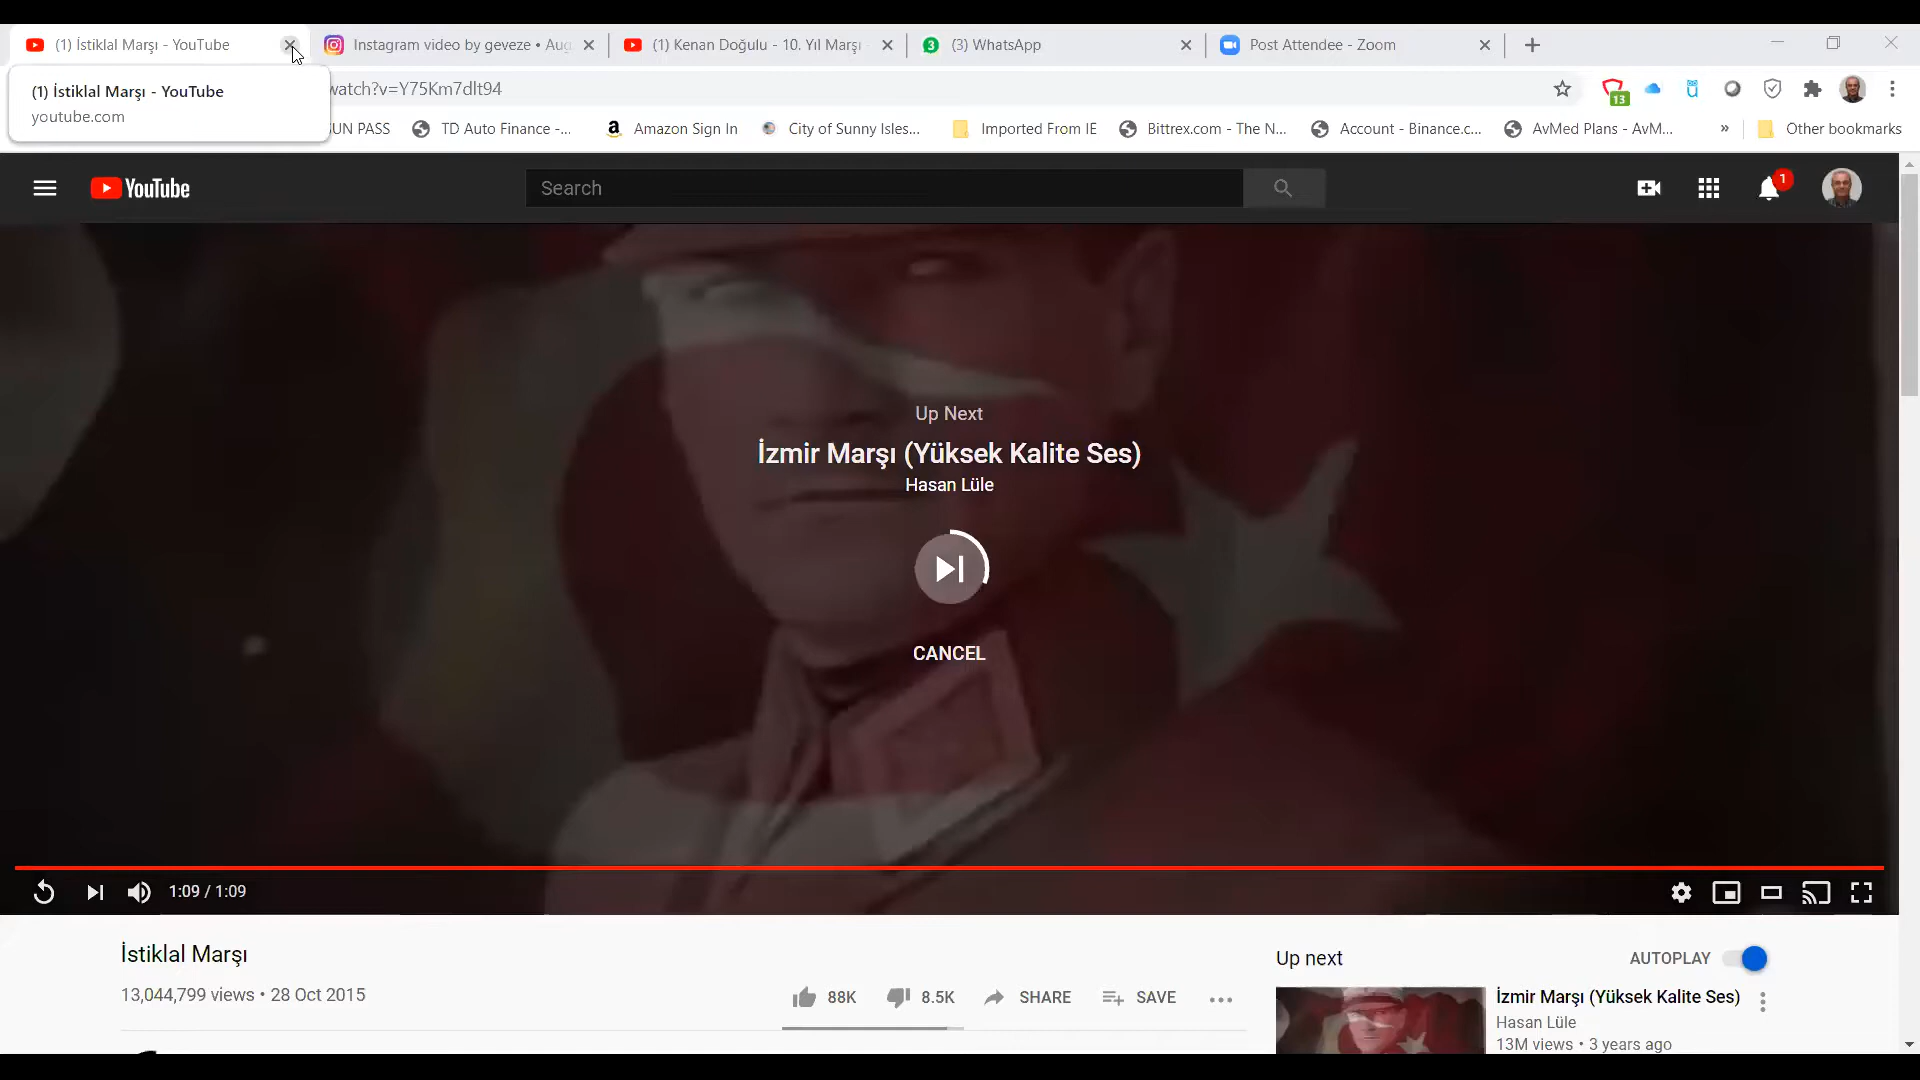 (1) İstiklal Marşı - YouTube
Instagram video by geveze • Aug
(1) Kenan Doğulu - 10. Yıl Marşı
3
(3) WhatsApp
Post Attendee - Zoom
(1) İstiklal Marşı - YouTube
youtube.com
watch?v=Y75Km7dlt94
13
SUN PASS
TD Auto Finance -...
Amazon Sign In
City of Sunny Isles...
Imported From IE
Bittrex.com - The N...
Account - Binance.c...
AvMed Plans - AvM...
»
Other bookmarks
YouTube
Search
1
Up Next
İzmir Marşı (Yüksek Kalite Ses)
Hasan Lüle
CANCEL
1:09 / 1:09
İstiklal Marşı
13,044,799 views • 28 Oct 2015
88K
8.5K
SHARE
SAVE
Up next
AUTOPLAY
İzmir Marşı (Yüksek Kalite Ses)
Hasan Lüle
13M views • 3 years ago